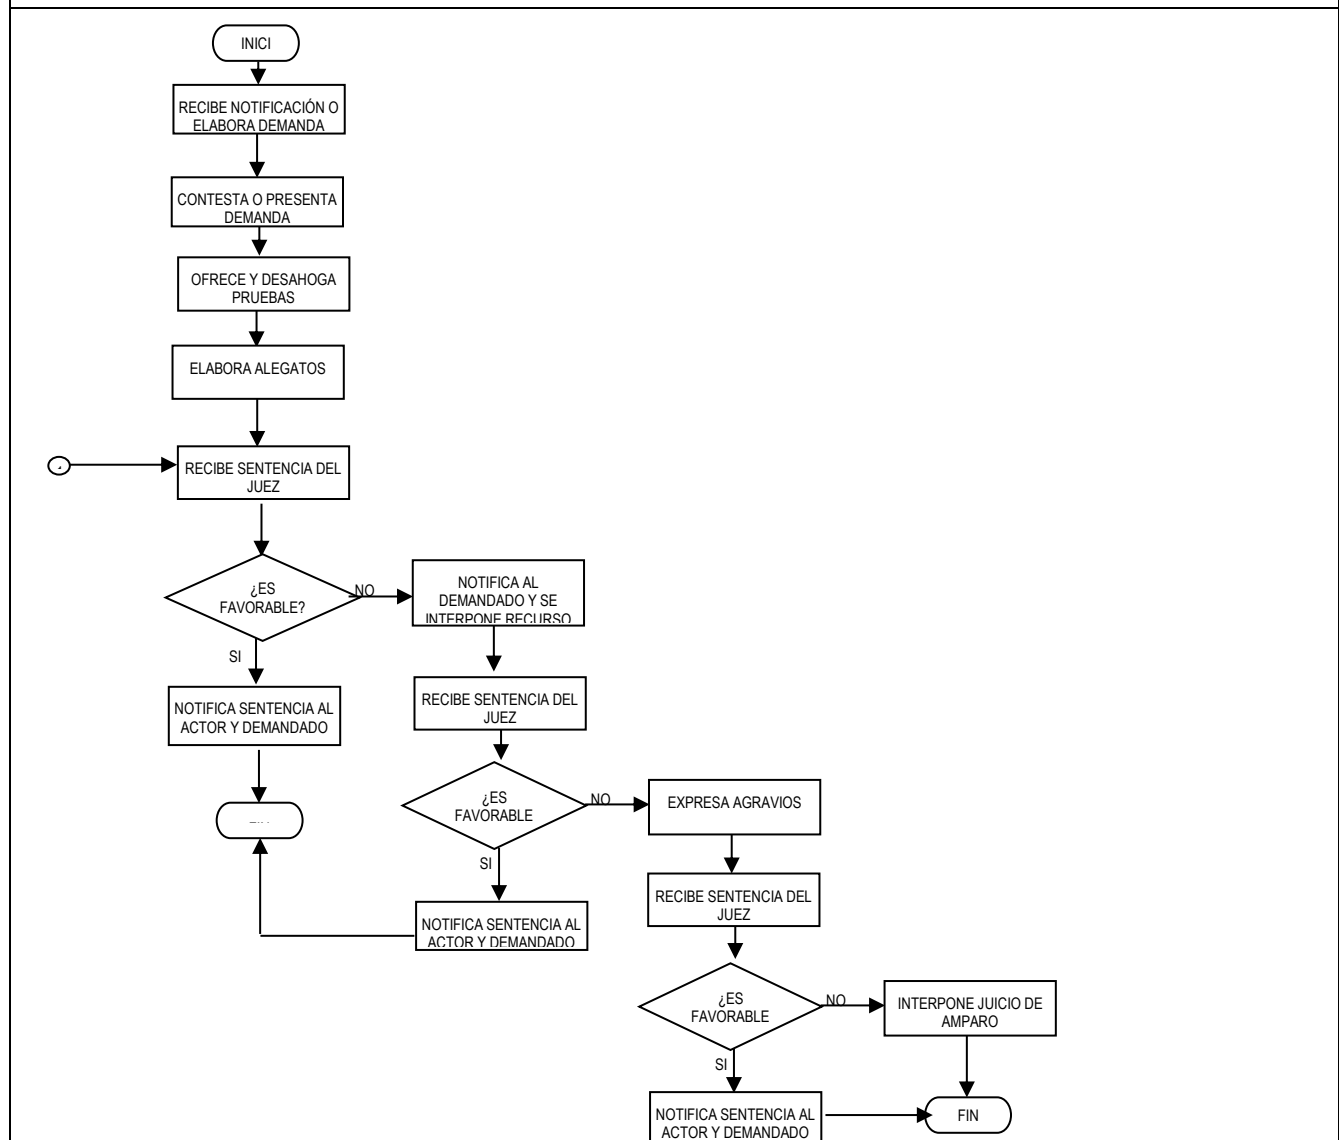 INICI
RECIBE NOTIFICACIÓN O
ELABORA DEMANDA
CONTESTA O PRESENTA
DEMANDA
OFRECE Y DESAHOGA
PRUEBAS
ELABORA ALEGATOS
RECIBE SENTENCIA DEL
JUEZ
¿ES
FAVORABLE?
NO
NOTIFICA AL
DEMANDADO Y SE
INTERPONE RECURSO
SI
NOTIFICA SENTENCIA AL
ACTOR Y DEMANDADO
RECIBE SENTENCIA DEL
JUEZ
¿ES
FAVORABLE
NO
EXPRESA AGRAVIOS
SI
NOTIFICA SENTENCIA AL
ACTOR Y DEMANDADO
RECIBE SENTENCIA DEL
JUEZ
¿ES
FAVORABLE
NO
INTERPONE JUICIO DE
AMPARO
SI
NOTIFICA SENTENCIA AL
ACTOR Y DEMANDADO
FIN